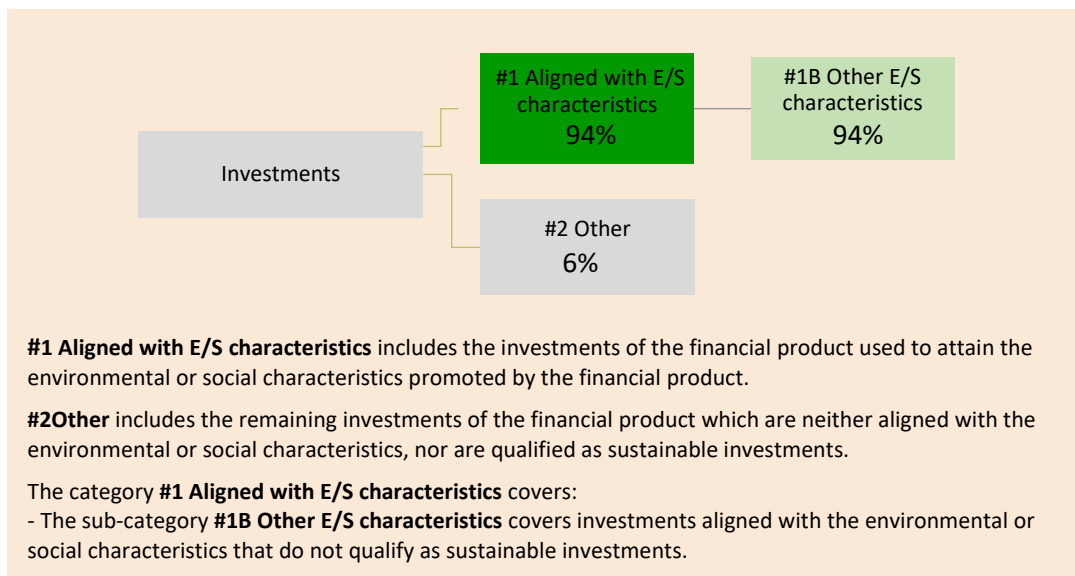 #1 Aligned with E/S
characteristics
94%
#1B Other E/S
characteristics
94%
Investments
#2 Other
6%
#1 Aligned with E/S characteristics includes the investments of the financial product used to attain the
environmental or social characteristics promoted by the financial product.
#2Other includes the remaining investments of the financial product which are neither aligned with the
environmental or social characteristics, nor are qualified as sustainable investments.
The category #1 Aligned with E/S characteristics covers:
- The sub-category #1B Other E/S characteristics covers investments aligned with the environmental or
social characteristics that do not qualify as sustainable investments.